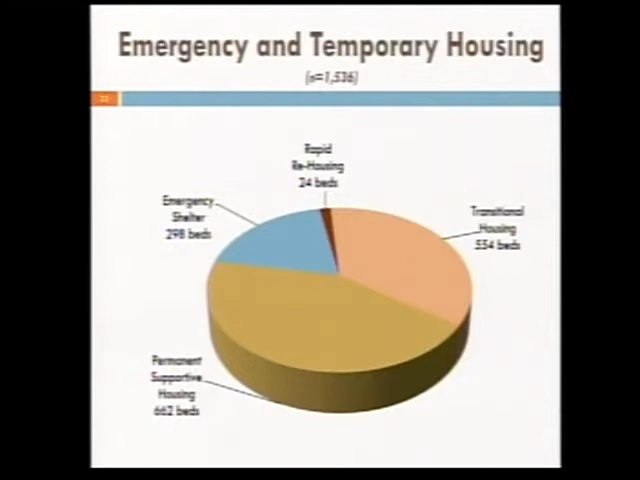 Emergency and Temporary Housing
(n=1,536)
Rapid
Re-Housing
24 beds
Emergency
Shelter
298 beds
Transitional
Housing
554 beds
Permanent
Supportive
Housing
662 beds